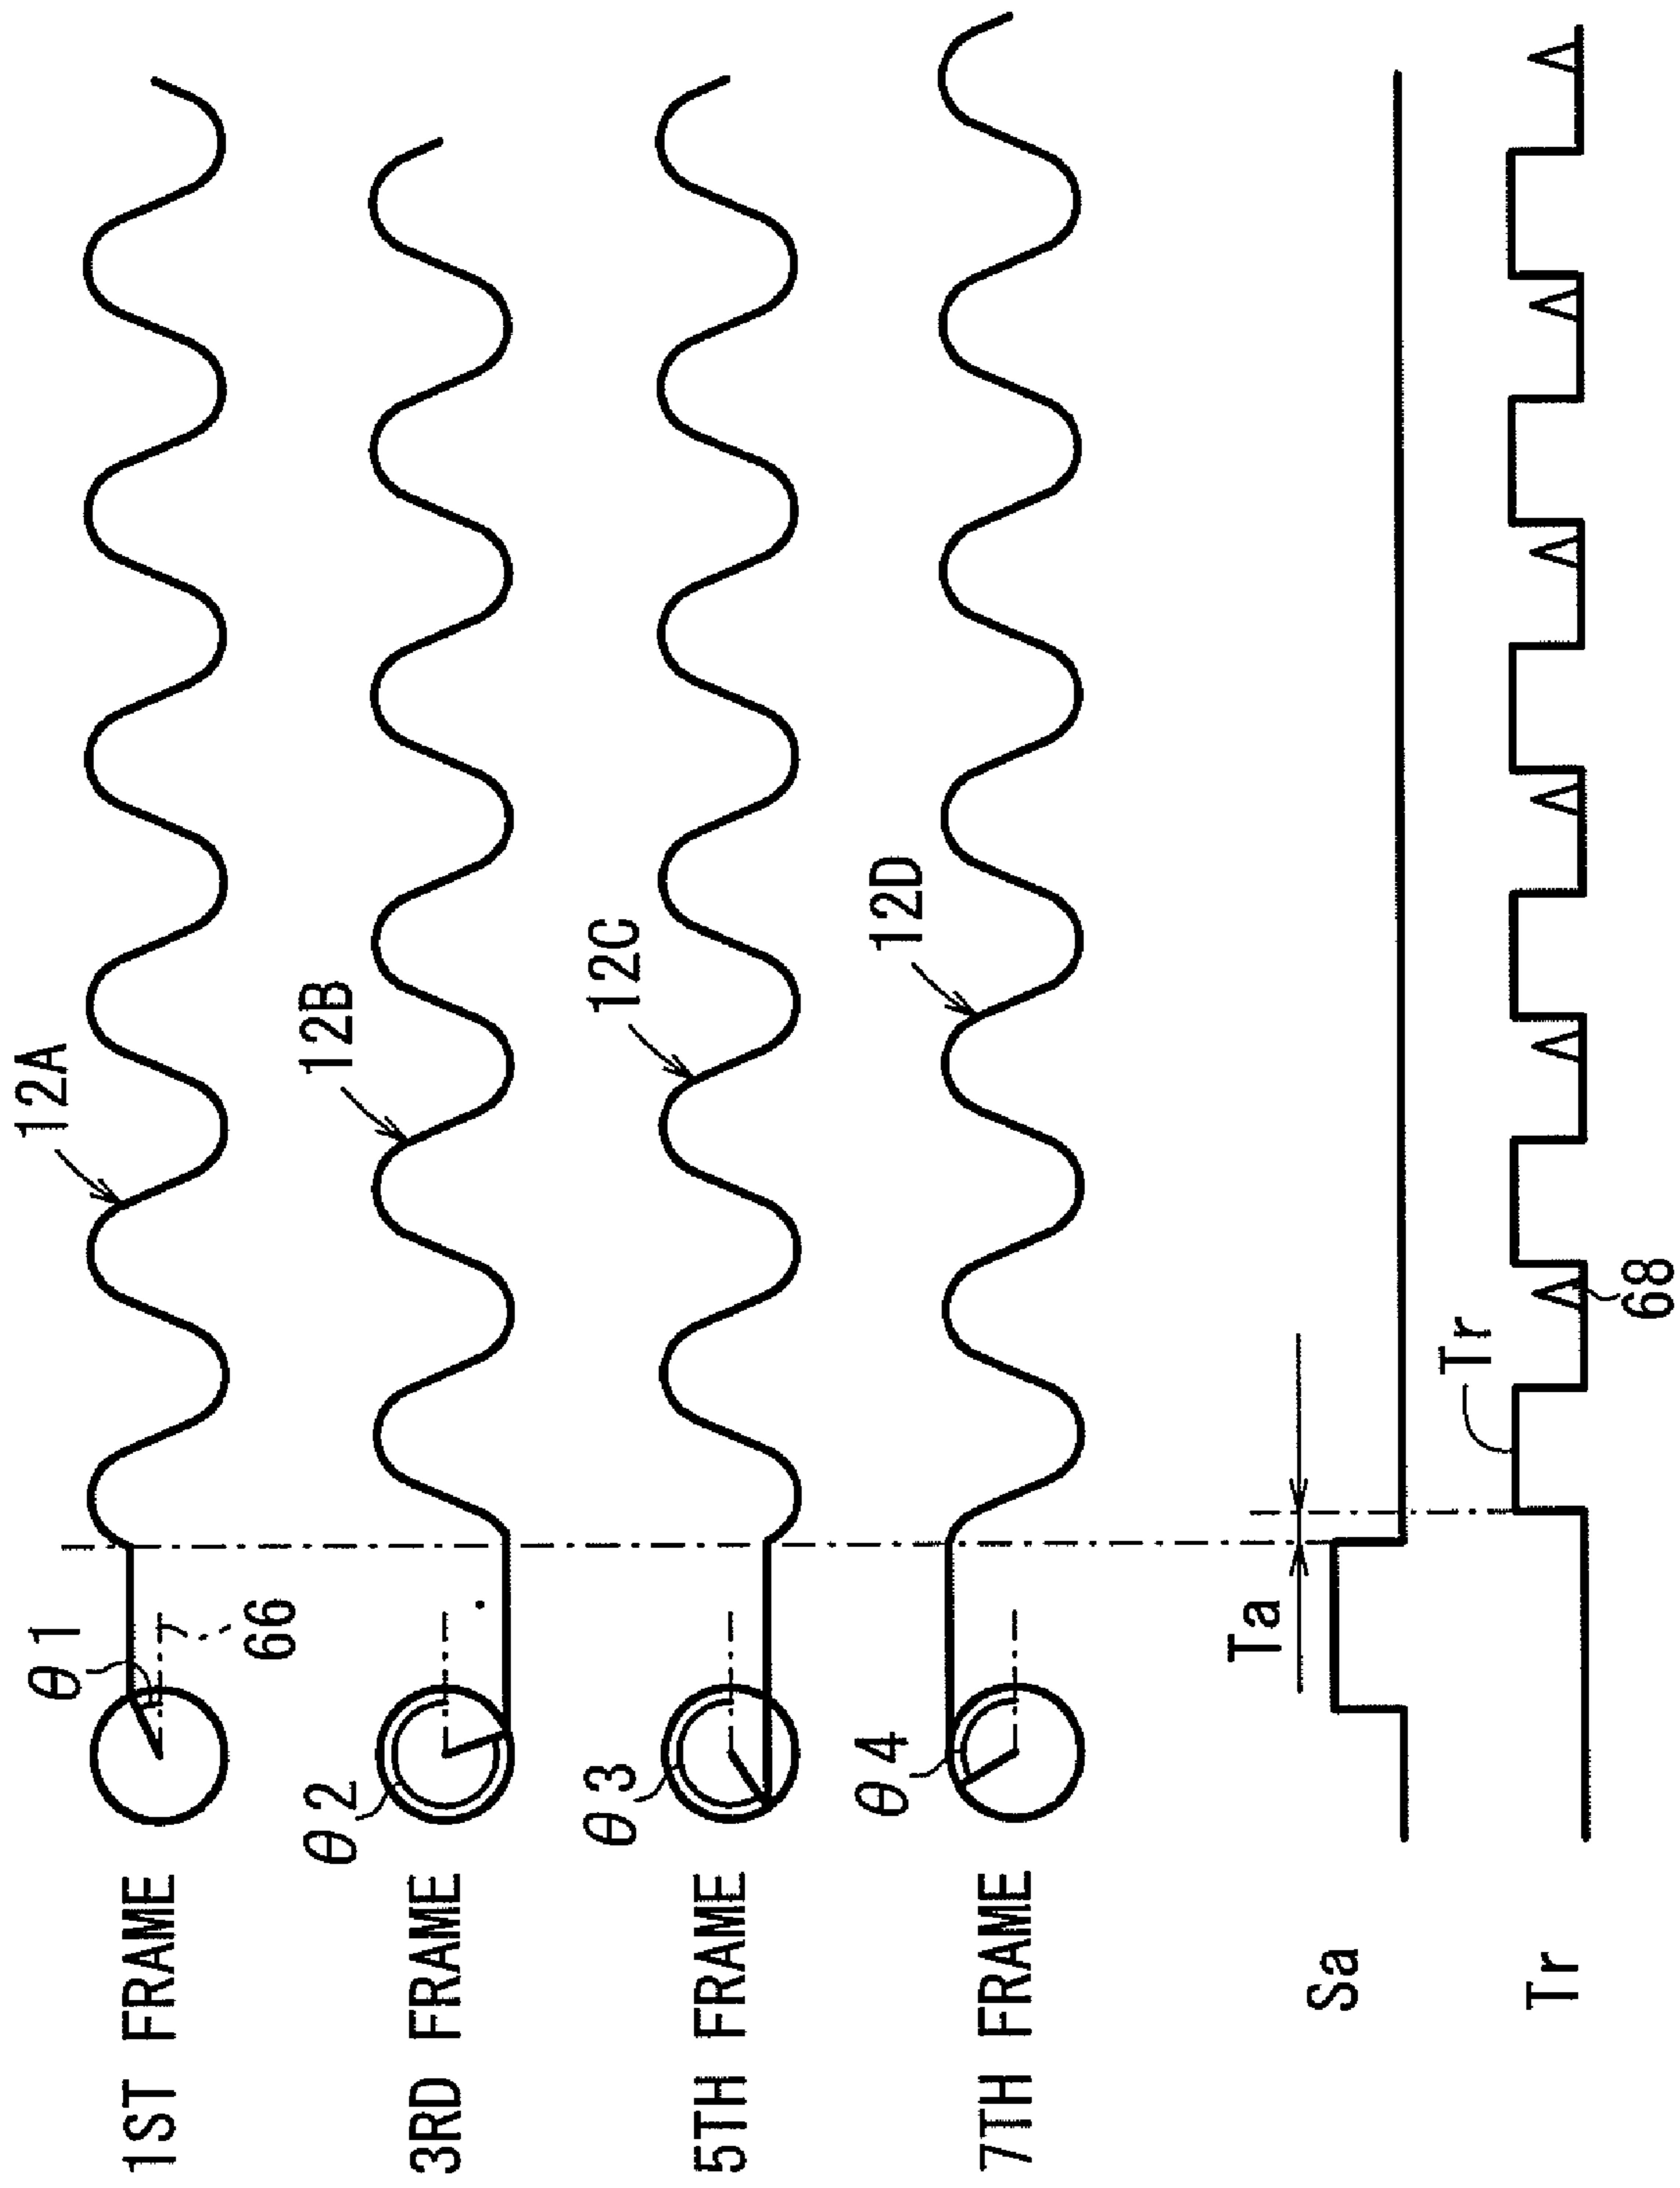 1ST FRAME
θ1
66
12A
3RD FRAME
θ2
12B
5TH FRAME
θ3
12C
7TH FRAME
θ4
12D
Ta
Sa
Tr
Tr
68